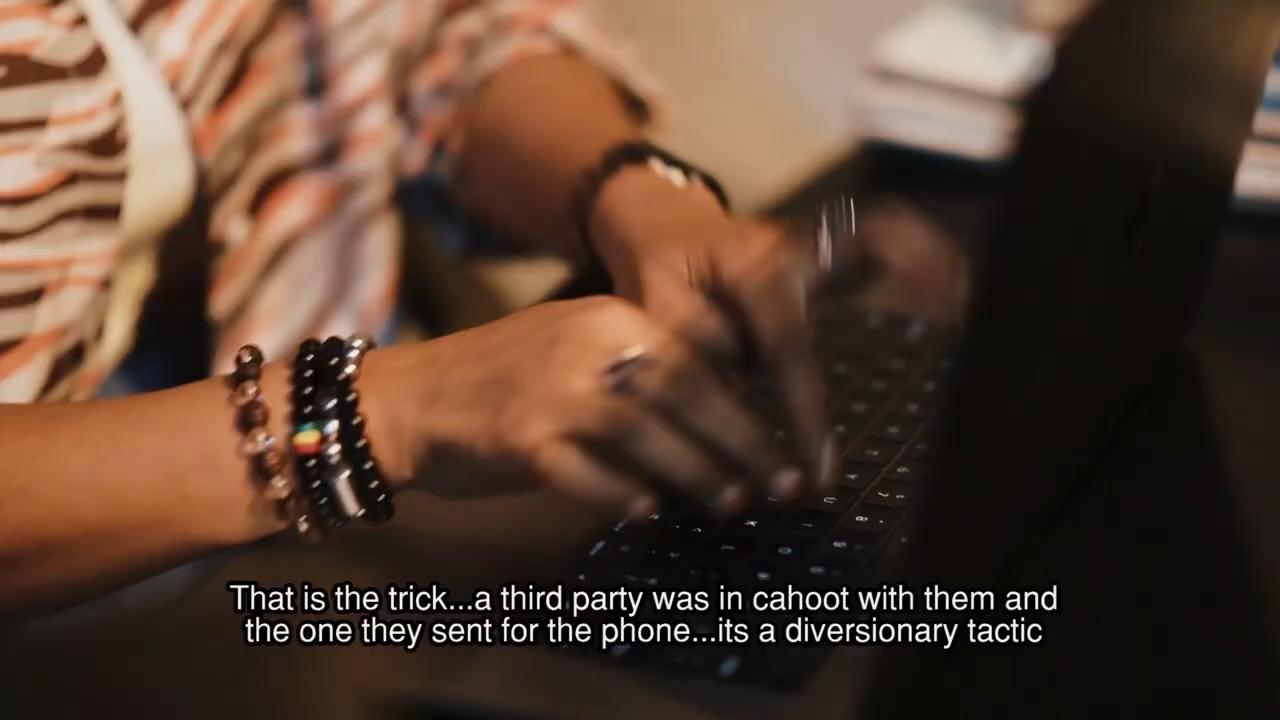 That is the trick...a third party was in cahoot with them and
the one they sent for the phone...its a diversionary tactic